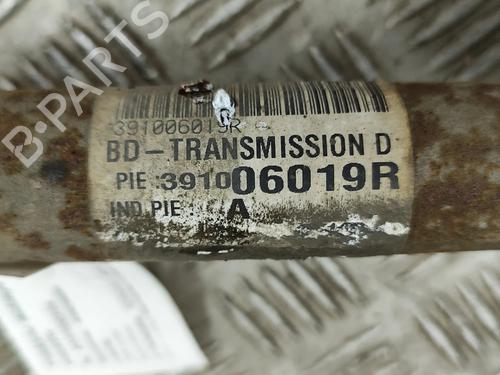 391006019R
BD-TRANSMISSION D
PIE :391006019R
IND.PIE : A
B-PARTS